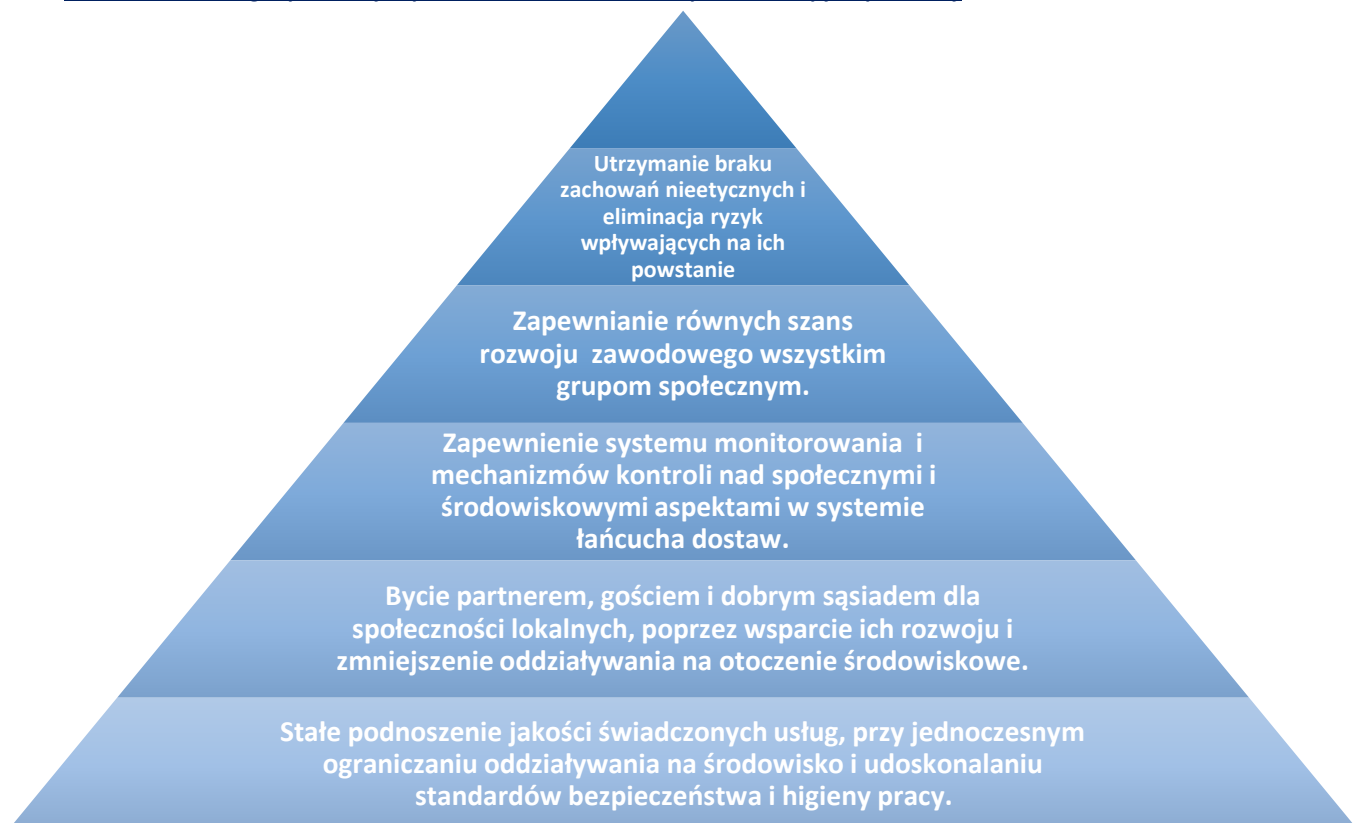 Utrzymanie braku
zachowań nieetycznych i
eliminacja ryzyk
wpływających na ich
powstanie
Zapewnianie równych szans
rozwoju zawodowego wszystkim
grupom społecznym.
Zapewnienie systemu monitorowania i
mechanizmów kontroli nad społecznymi i
środowiskowymi aspektami w systemie
łańcucha dostaw.
Bycie partnerem, gościem i dobrym sąsiadem dla
społeczności lokalnych, poprzez wsparcie ich rozwoju i
zmniejszenie oddziaływania na otoczenie środowiskowe.
Stałe podnoszenie jakości świadczonych usług, przy jednoczesnym
ograniczaniu oddziaływania na środowisko i udoskonalaniu
standardów bezpieczeństwa i higieny pracy.